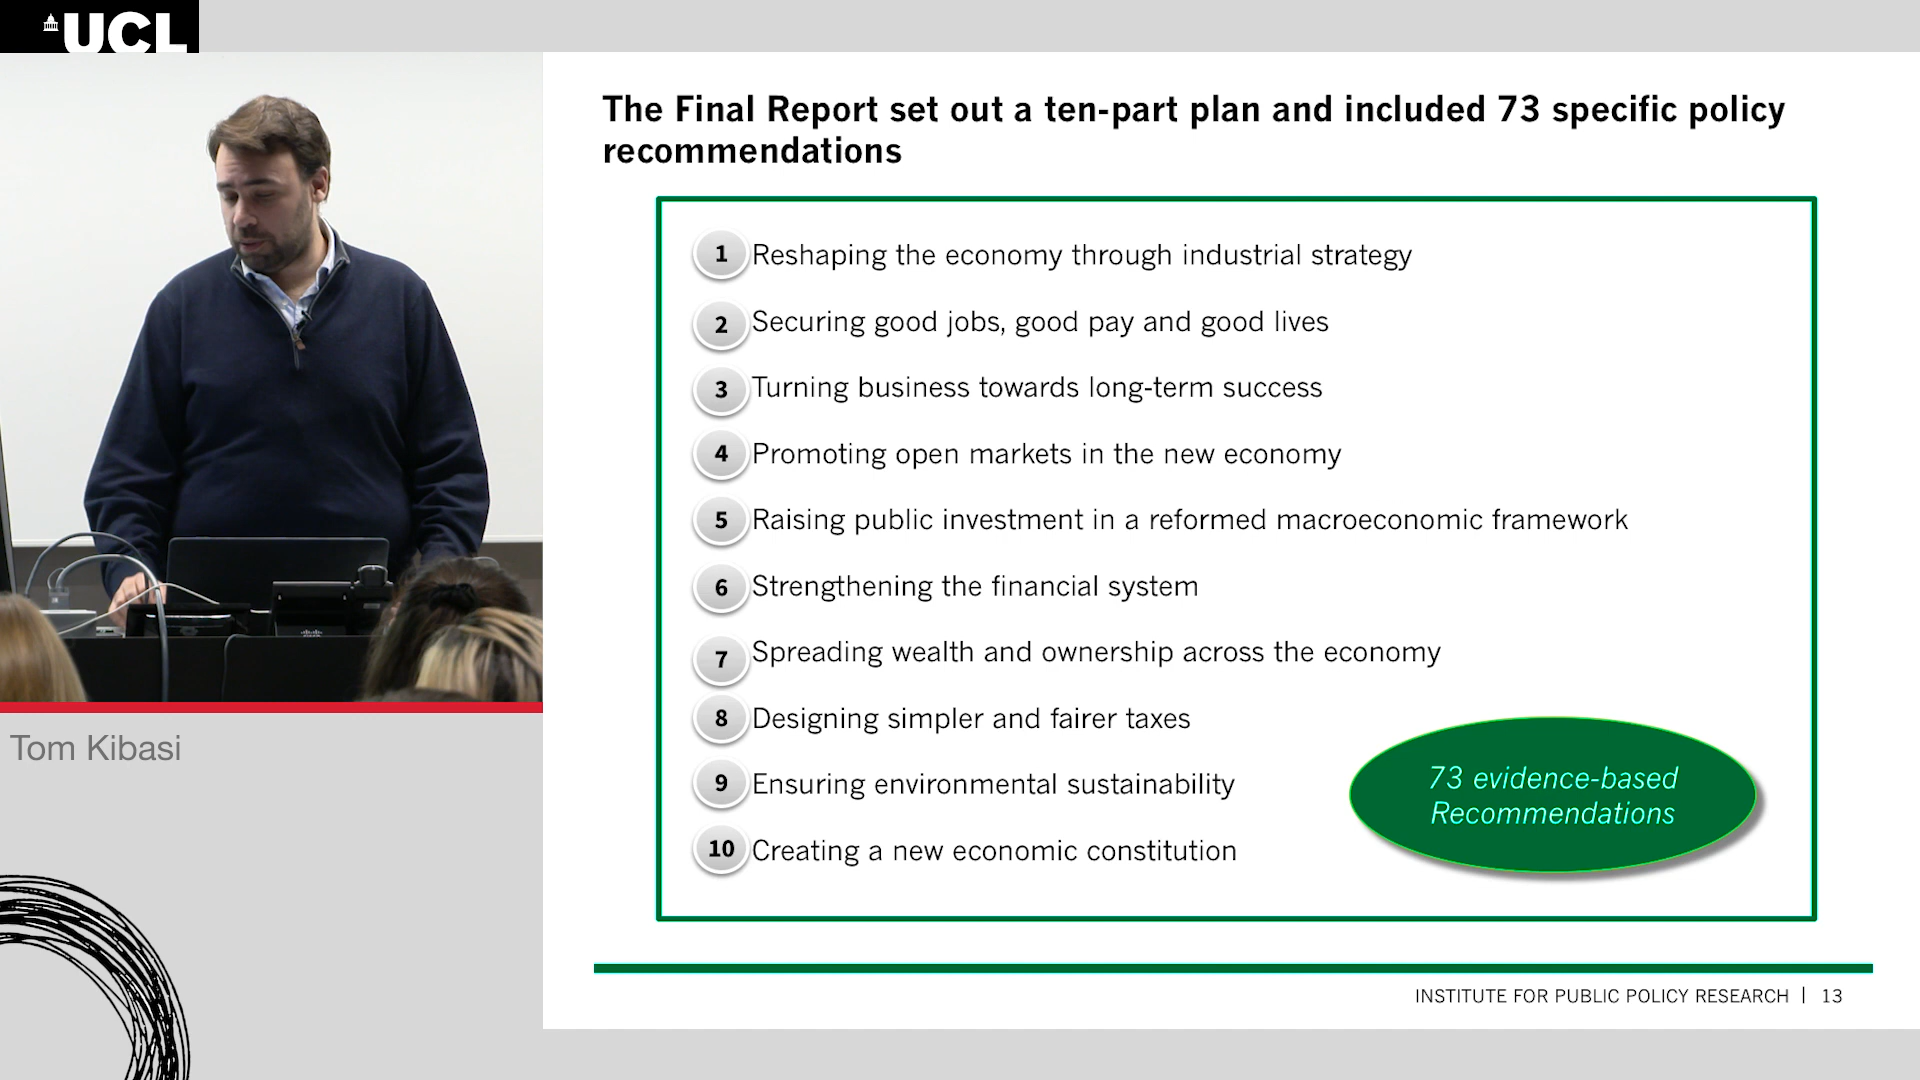 UCL
The Final Report set out a ten-part plan and included 73 specific policy
recommendations
1 Reshaping the economy through industrial strategy
2 Securing good jobs, good pay and good lives
3 Turning business towards long-term success
4 Promoting open markets in the new economy
5 Raising public investment in a reformed macroeconomic framework
6 Strengthening the financial system
7 Spreading wealth and ownership across the economy
8 Designing simpler and fairer taxes
9 Ensuring environmental sustainability
10 Creating a new economic constitution
73 evidence-based
Recommendations
INSTITUTE FOR PUBLIC POLICY RESEARCH | 13
Tom Kibasi